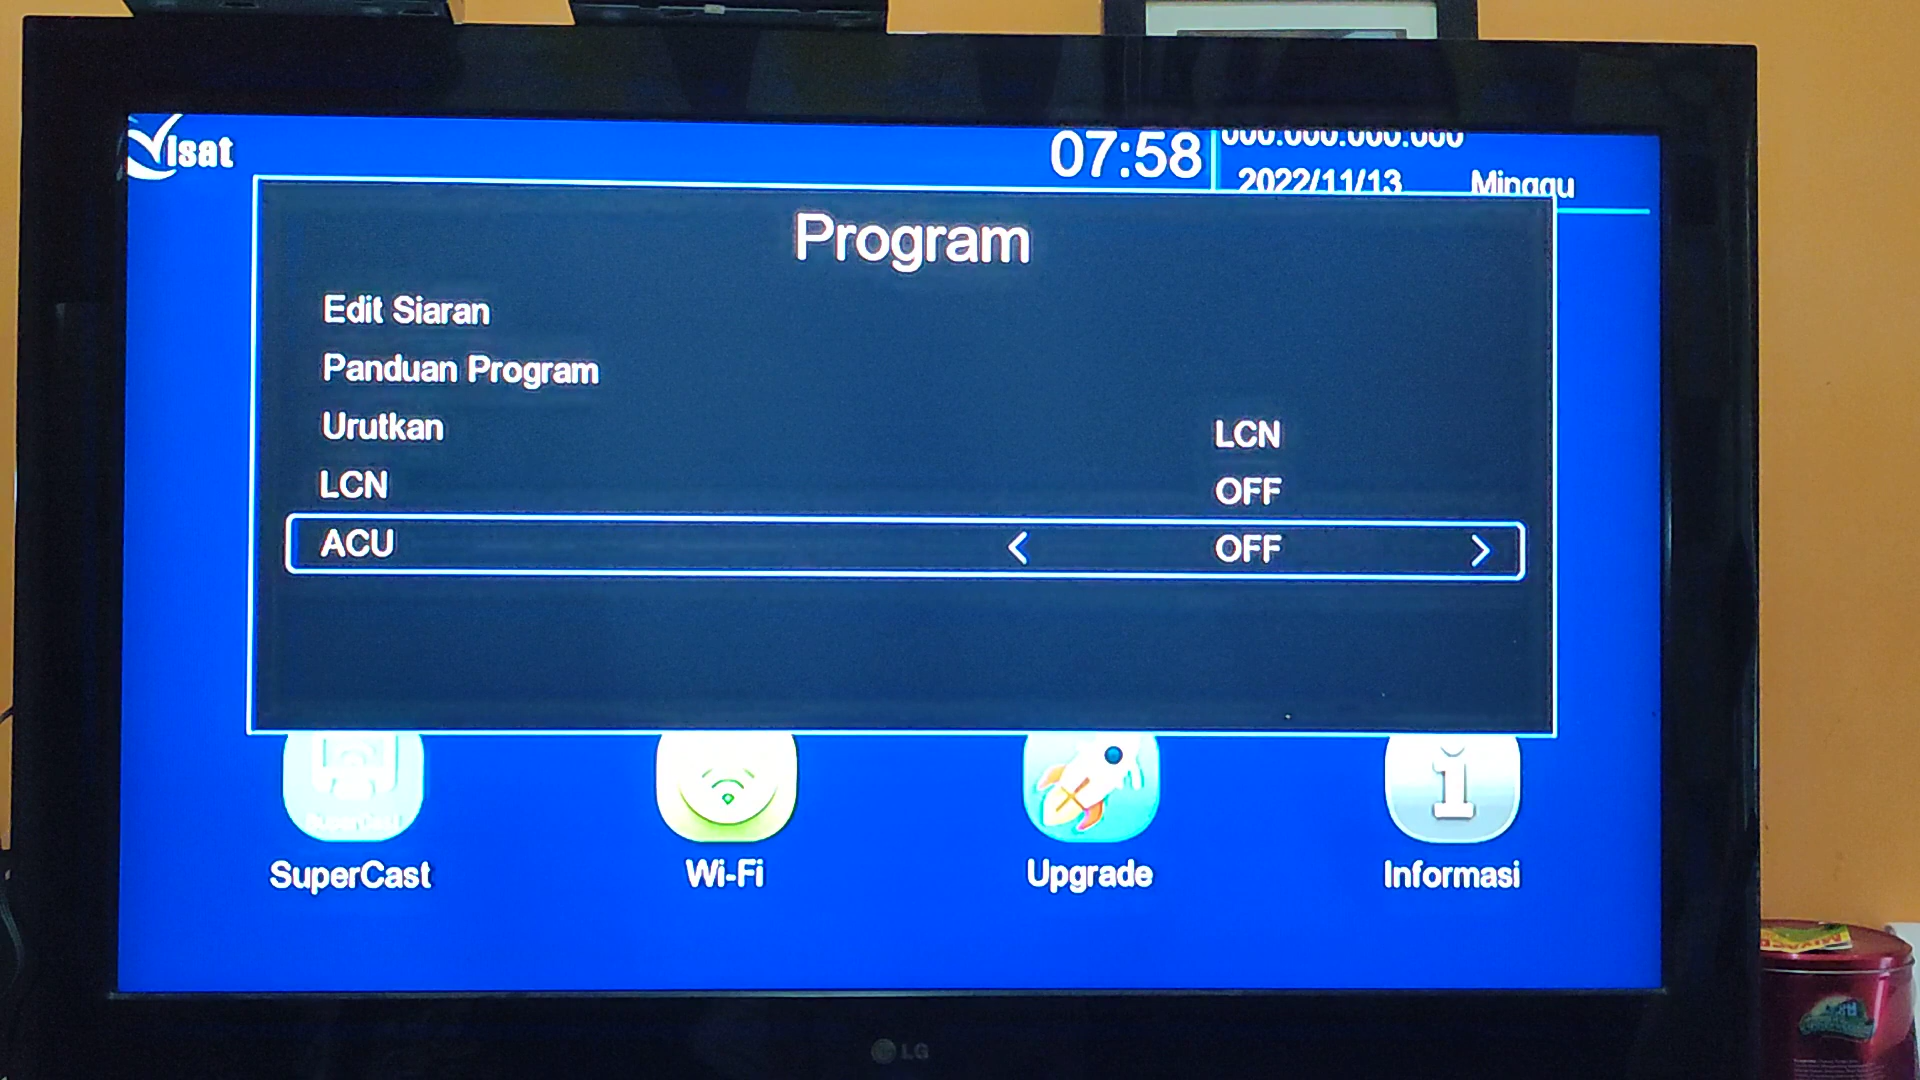 Visat
07:58
000.000.000.000
2022/11/13 Minggu
Program
Edit Siaran
Panduan Program
Urutkan LCN
LCN OFF
ACU < OFF >
SuperCast
Wi-Fi
Upgrade
Informasi
LG